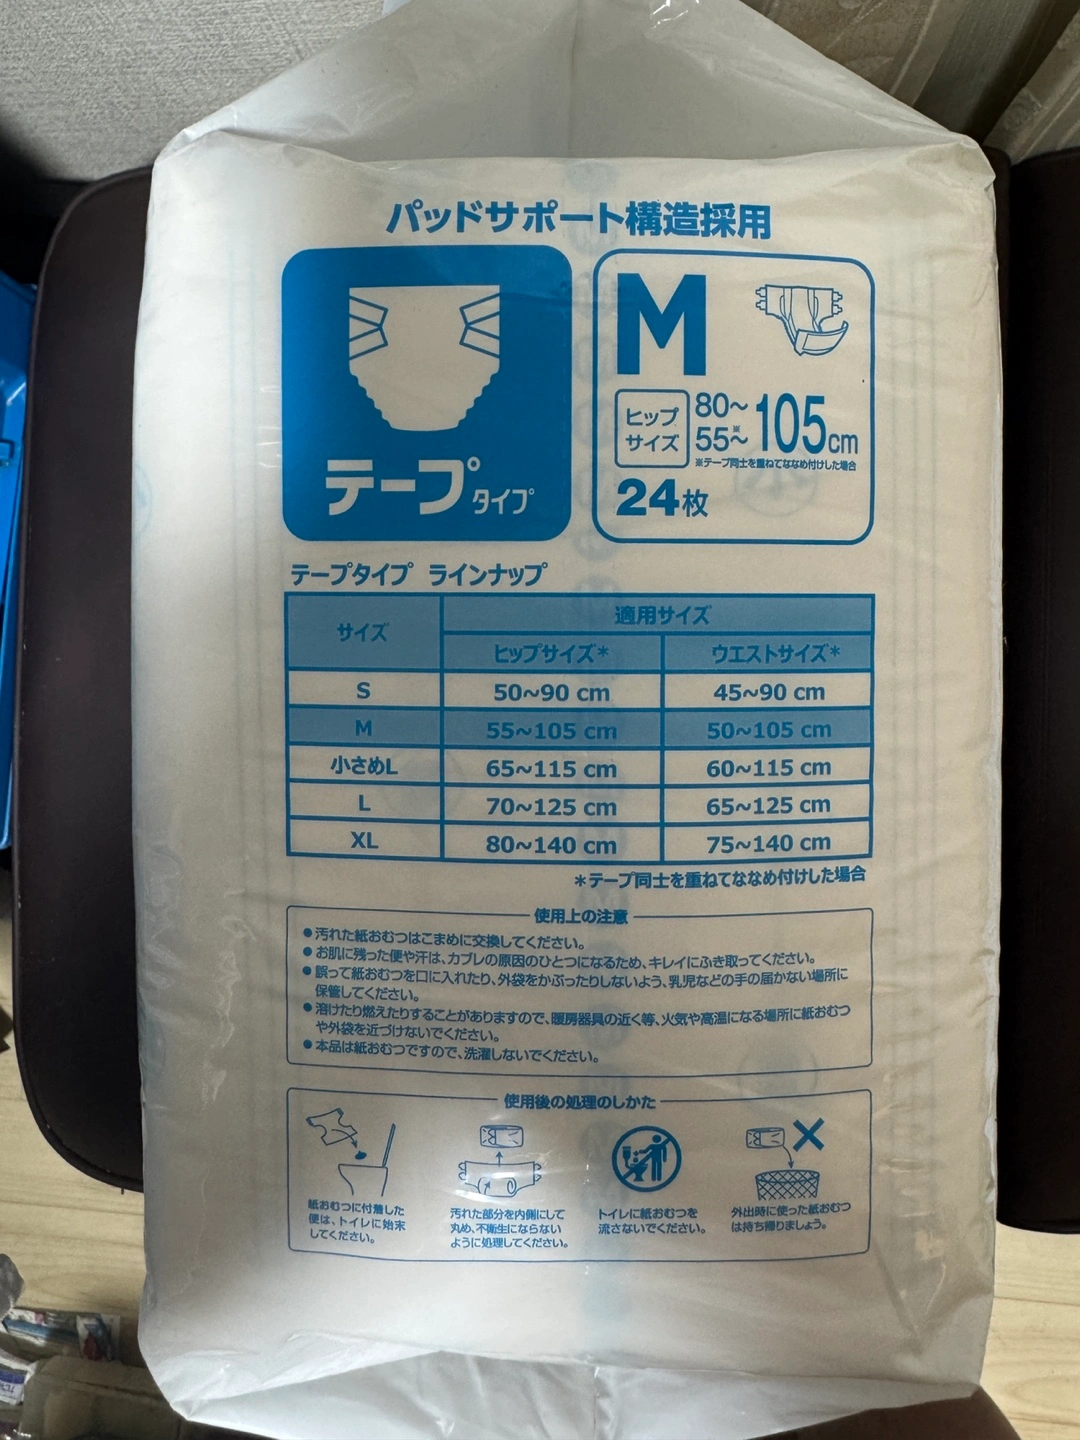 パッドサポート構造採用
テープタイプ
M
ヒップ
サイズ
80～
55※～
105cm
※テープ同士を重ねてななめ付けした場合
24枚
テープタイプ ラインナップ
サイズ
適用サイズ
ヒップサイズ＊ ウエストサイズ＊
S 50～90 cm 45～90 cm
M 55～105 cm 50～105 cm
小さめL 65～115 cm 60～115 cm
L 70～125 cm 65～125 cm
XL 80～140 cm 75～140 cm
＊テープ同士を重ねてななめ付けした場合
使用上の注意
●汚れた紙おむつはこまめに交換してください。
●お肌に残った便や汗は、カブレの原因のひとつになるため、キレイにふき取ってください。
●誤って紙おむつを口に入れたり、外袋をかぶったりしないよう、乳児などの手の届かない場所に
保管してください。
●溶けたり燃えたりすることがありますので、暖房器具の近く等、火気や高温になる場所に紙おむつ
や外袋を近づけないでください。
●本品は紙おむつですので、洗濯しないでください。
使用後の処理のしかた
紙おむつに付着した
便は、トイレに始末
してください。
汚れた部分を内側にして
丸め、不衛生にならない
ように処理してください。
トイレに紙おむつを
流さないでください。
外出時に使った紙おむつ
は持ち帰りましょう。